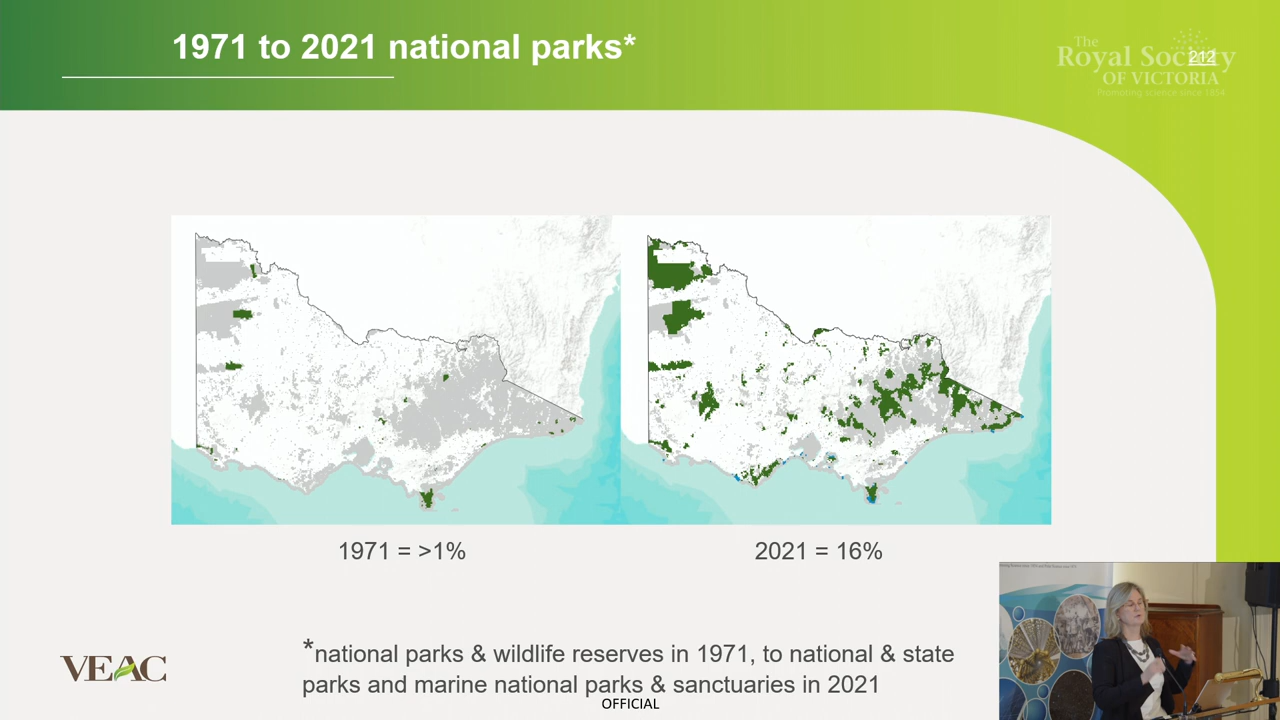 1971 to 2021 national parks*
The
Royal Society
OF VICTORIA
Promoting science since 1854
212
1971 = >1%
2021 = 16%
*national parks & wildlife reserves in 1971, to national & state
parks and marine national parks & sanctuaries in 2021
VEAC
OFFICIAL